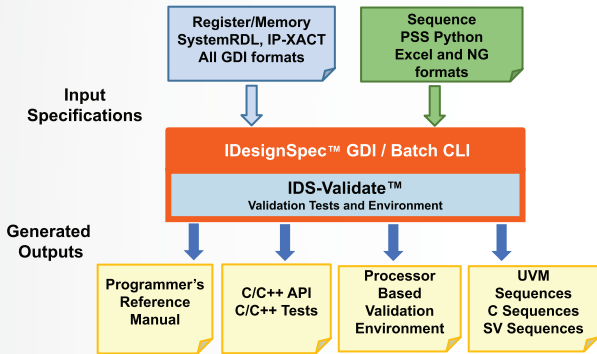 Register/Memory
SystemRDL, IP-XACT
All GDI formats
Sequence
PSS Python
Excel and NG
formats
Input
Specifications
IDesignSpec™ GDI / Batch CLI
IDS-Validate™
Validation Tests and Environment
Generated
Outputs
Programmer's
Reference
Manual
C/C++ API
C/C++ Tests
Processor
Based
Validation
Environment
UVM
Sequences
C Sequences
SV Sequences